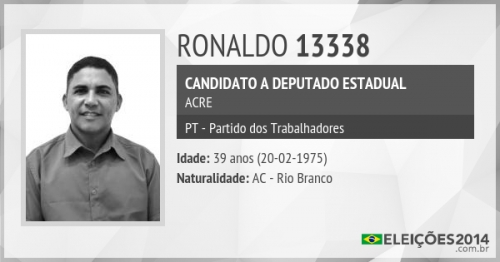 RONALDO 13338
CANDIDATO A DEPUTADO ESTADUAL
ACRE
PT - Partido dos Trabalhadores
Idade: 39 anos (20-02-1975)
Naturalidade: AC - Rio Branco
ELEIÇÕES2014
.com.br